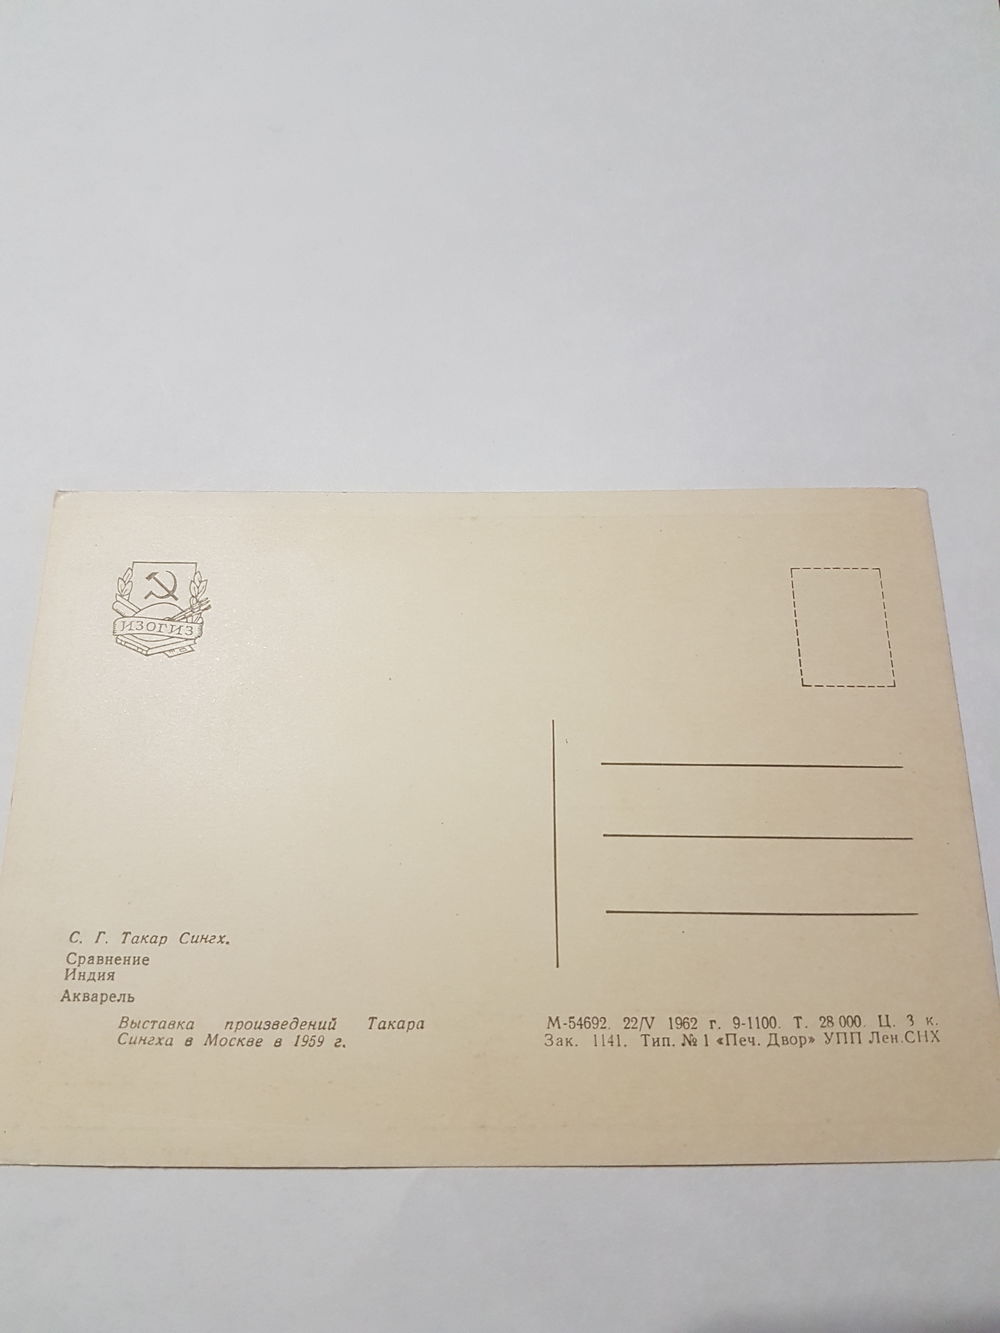 ИЗОГИЗ
С. Г. Такар Сингх.
Сравнение
Индия
Акварель
Выставка произведений Такара
Сингха в Москве в 1959 г.
М-54692. 22/V 1962 г. 9-1100. Т. 28 000. Ц. 3 к.
Зак. 1141. Тип. № 1 «Печ. Двор» УПП Лен.СНХ